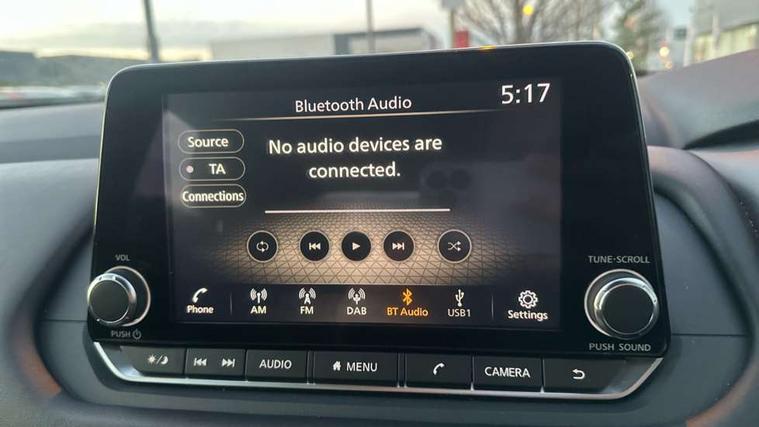 Bluetooth Audio
5:17
Source
TA
Connections
No audio devices are
connected.
VOL
TUNE·SCROLL
Phone
AM
FM
DAB
BT Audio
USB1
Settings
PUSH
PUSH SOUND
AUDIO
MENU
CAMERA